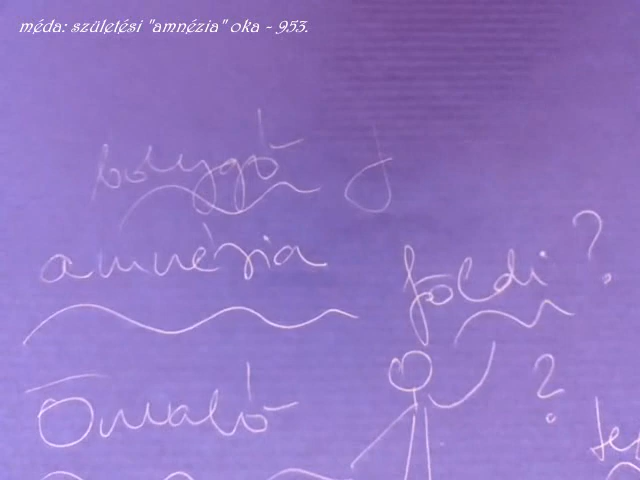 méda: születési "amnézia" oka - 953.
bolygó
amnézia
földi ?
Önvaló
?